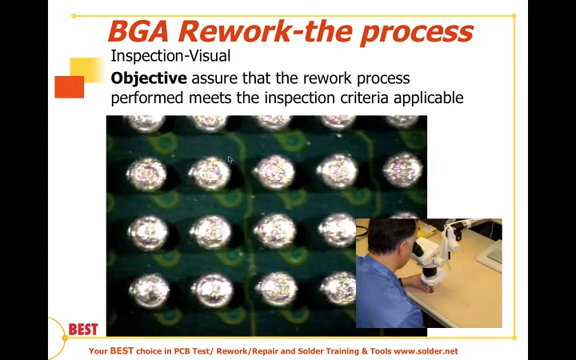 BGA Rework-the process
Inspection-Visual
Objective assure that the rework process
performed meets the inspection criteria applicable
BEST
Your BEST choice in PCB Test/ Rework/Repair and Solder Training & Tools www.solder.net